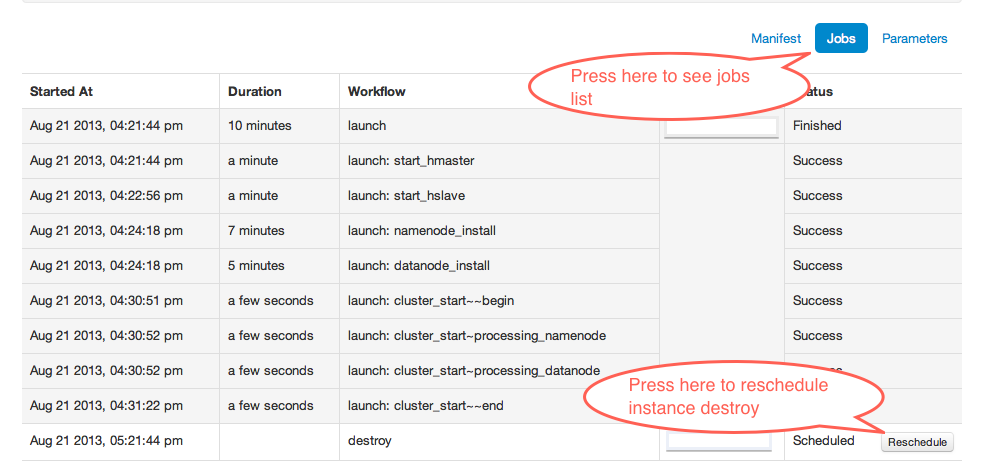 Manifest Jobs Parameters
Press here to see jobs
list
Started At Duration Workflow
Aug 21 2013, 04:21:44 pm 10 minutes launch Finished
Aug 21 2013, 04:21:44 pm a minute launch: start_hmaster Success
Aug 21 2013, 04:22:56 pm a minute launch: start_hslave Success
Aug 21 2013, 04:24:18 pm 7 minutes launch: namenode_install Success
Aug 21 2013, 04:24:18 pm 5 minutes launch: datanode_install Success
Aug 21 2013, 04:30:51 pm a few seconds launch: cluster_start~~begin Success
Aug 21 2013, 04:30:52 pm a few seconds launch: cluster_start~processing_namenode Success
Aug 21 2013, 04:30:52 pm a few seconds launch: cluster_start~processing_datanode
Press here to reschedule
instance destroy
Aug 21 2013, 04:31:22 pm a few seconds launch: cluster_start~~end
Aug 21 2013, 05:21:44 pm destroy Scheduled Reschedule